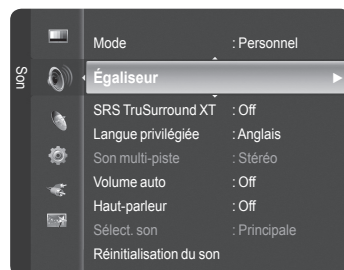 Son
Mode : Personnel
Égaliseur
SRS TruSurround XT : Off
Langue privilégiée : Anglais
Son multi-piste : Stéréo
Volume auto : Off
Haut-parleur : Off
Sélect. son : Principale
Réinitialisation du son